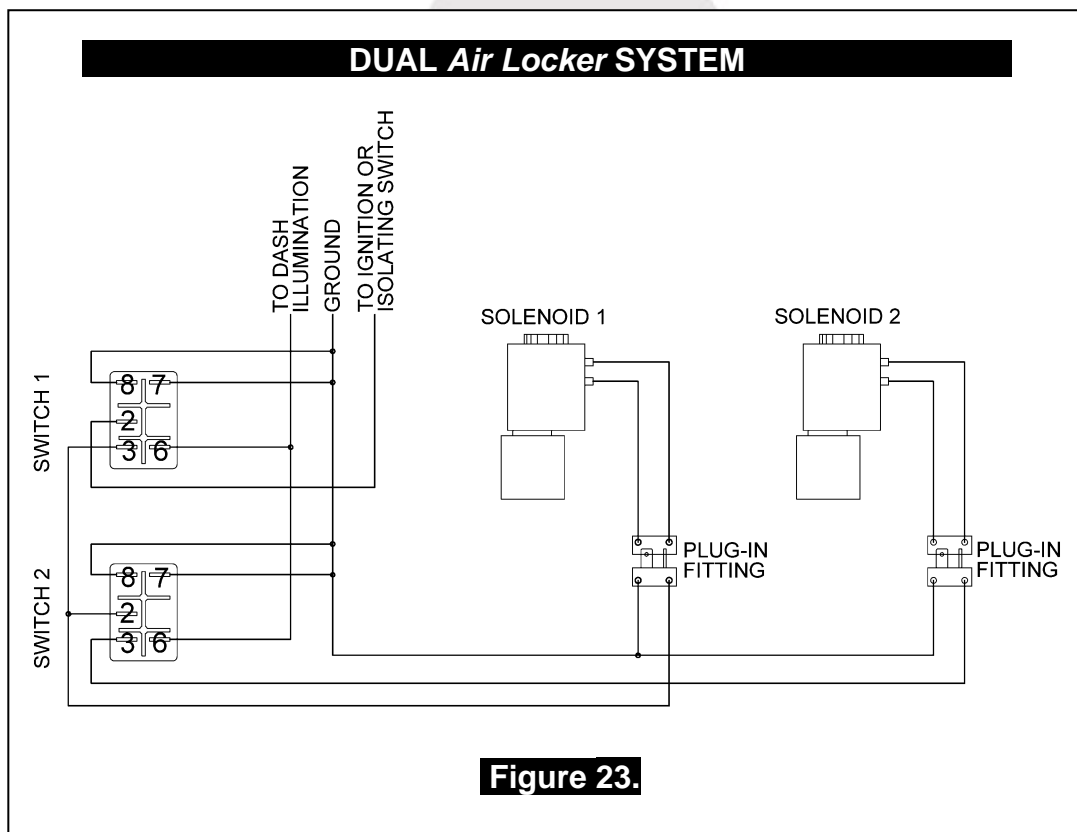 DUAL Air Locker SYSTEM
TO DASH
ILLUMINATION
GROUND
TO IGNITION OR
ISOLATING SWITCH
SOLENOID 1
SOLENOID 2
SWITCH 1
8 7
2
3 6
SWITCH 2
8 7
2
3 6
PLUG-IN
FITTING
PLUG-IN
FITTING
Figure 23.